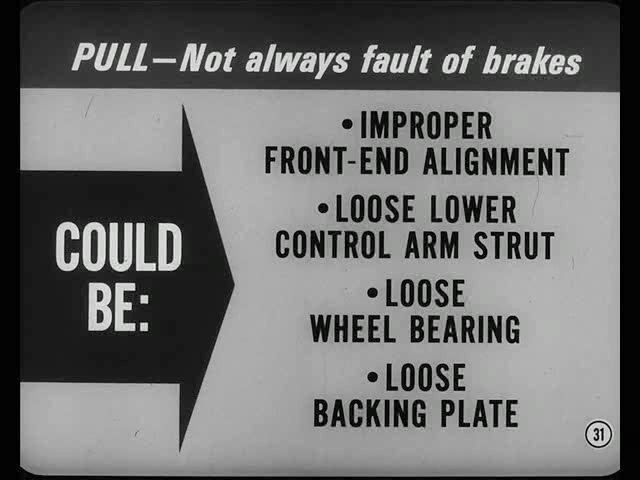 PULL—Not always fault of brakes
COULD
BE:
• IMPROPER
FRONT-END ALIGNMENT
• LOOSE LOWER
CONTROL ARM STRUT
• LOOSE
WHEEL BEARING
• LOOSE
BACKING PLATE
31